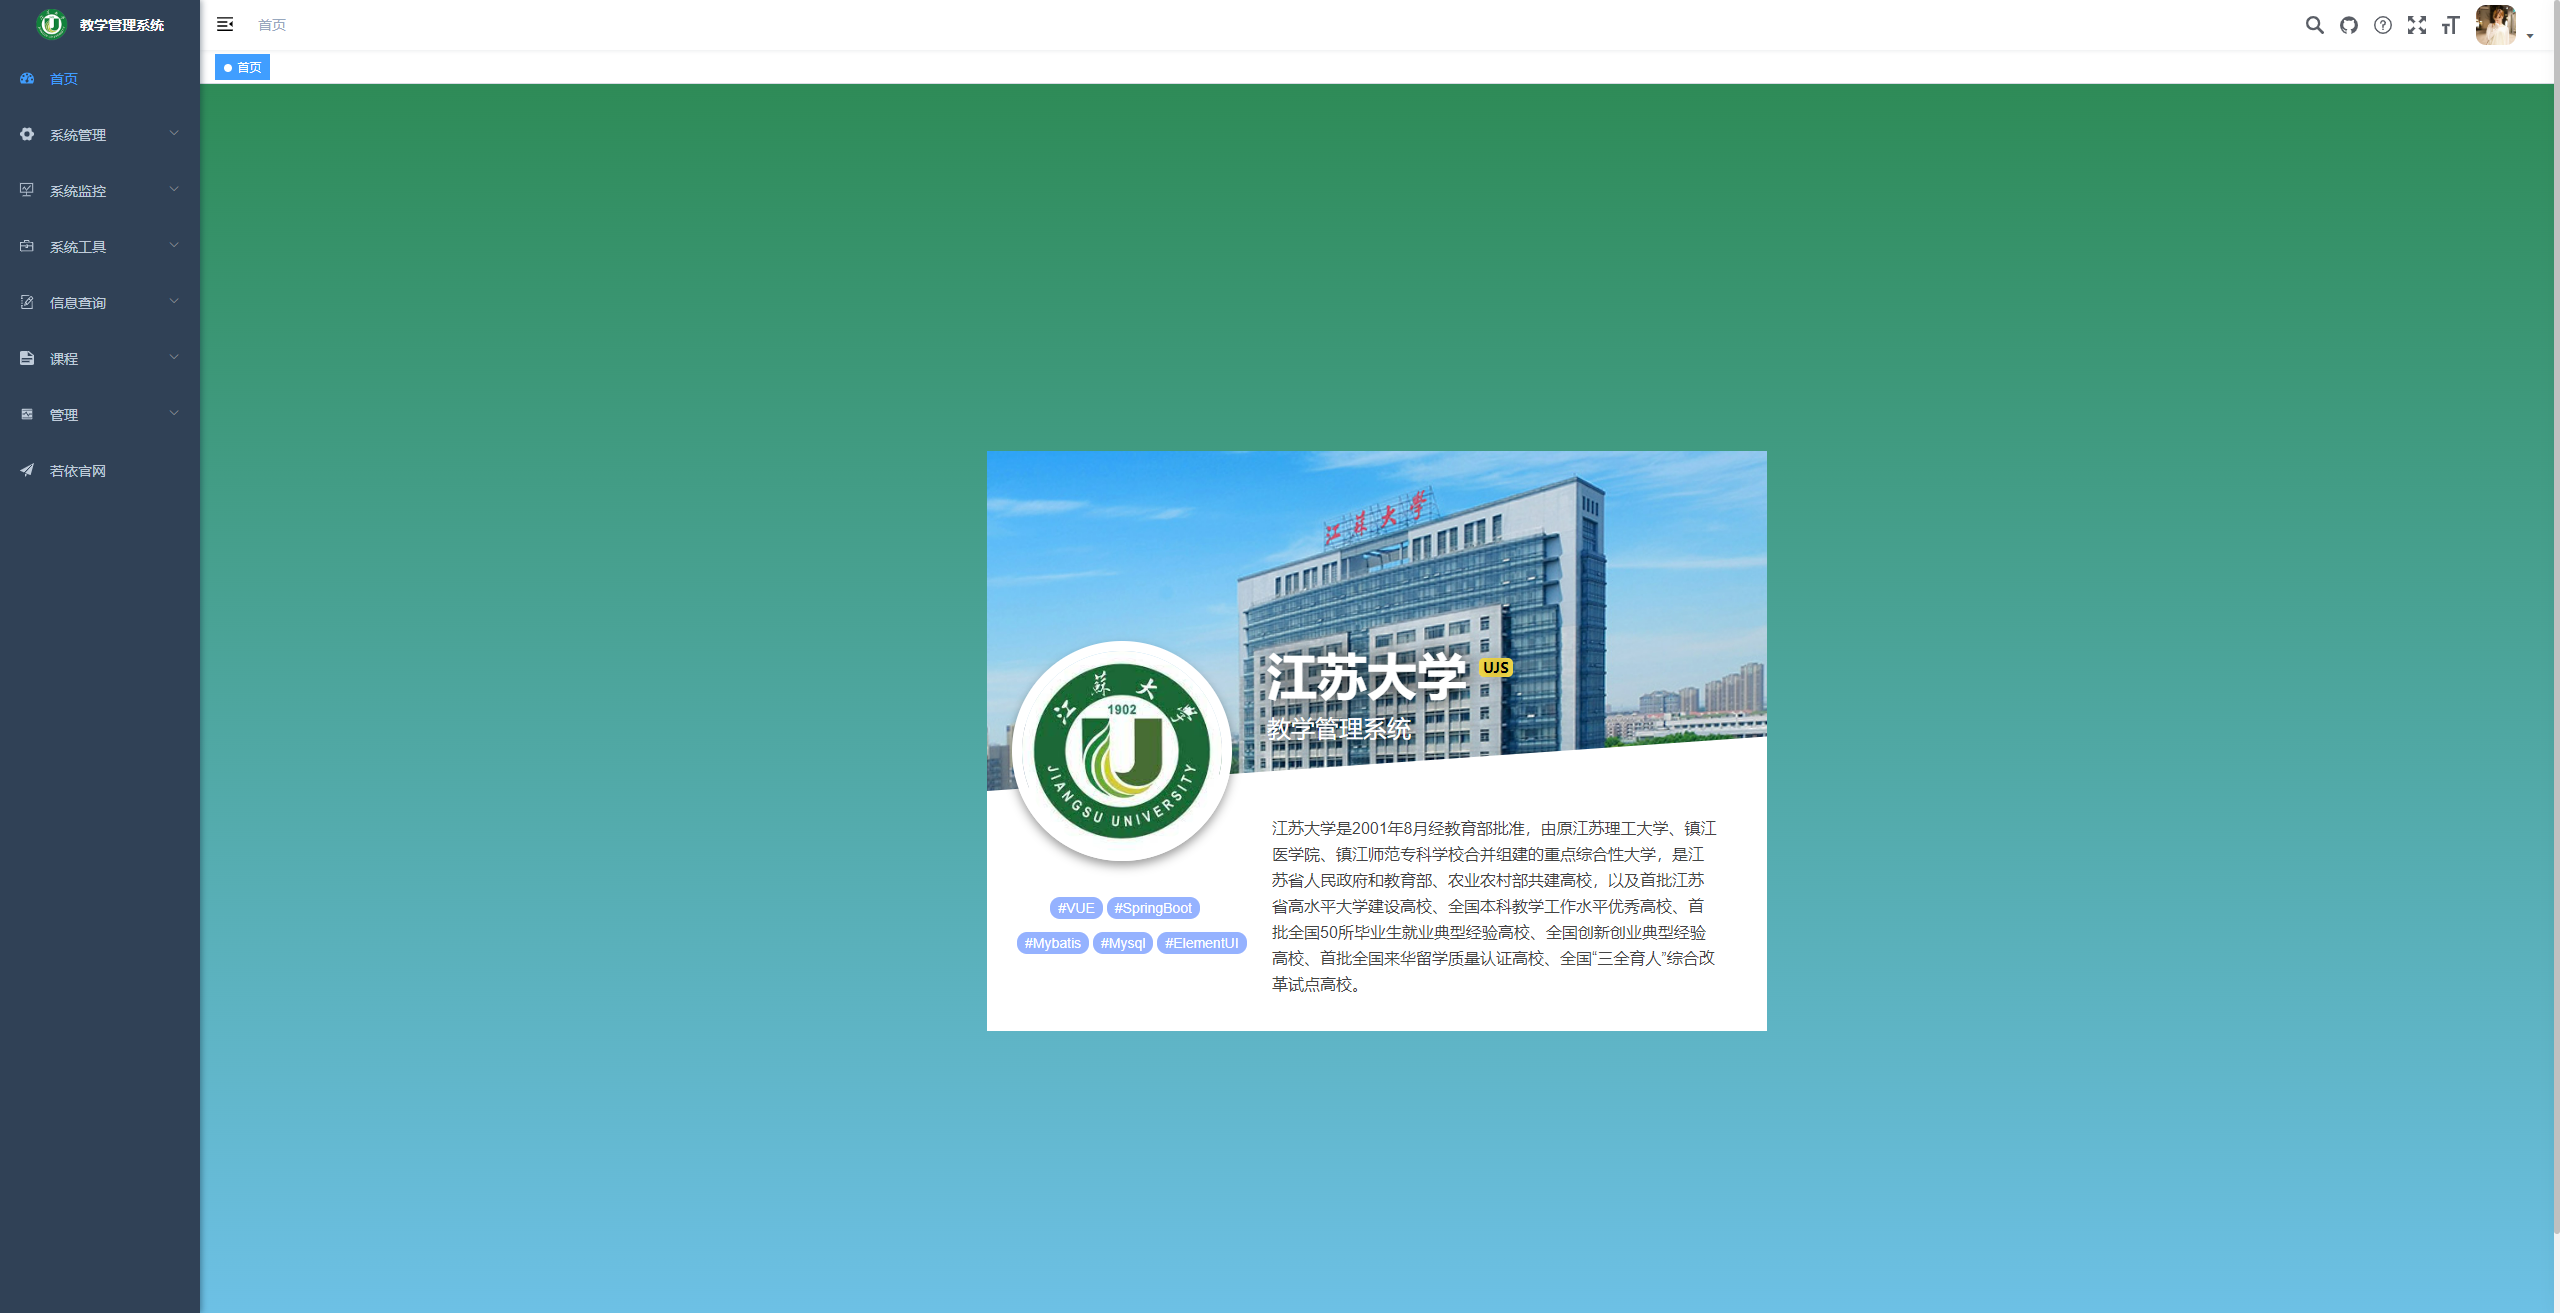 教学管理系统
首页
首页
首页
系统管理
系统监控
系统工具
信息查询
课程
管理
若依官网
江苏大学
江苏大学 UJS
教学管理系统
江蘇大学
1902
JIANGSU UNIVERSITY
#VUE #SpringBoot
#Mybatis #Mysql #ElementUI
江苏大学是2001年8月经教育部批准，由原江苏理工大学、镇江
医学院、镇江师范专科学校合并组建的重点综合性大学，是江
苏省人民政府和教育部、农业农村部共建高校，以及首批江苏
省高水平大学建设高校、全国本科教学工作水平优秀高校、首
批全国50所毕业生就业典型经验高校、全国创新创业典型经验
高校、首批全国来华留学质量认证高校、全国“三全育人”综合改
革试点高校。